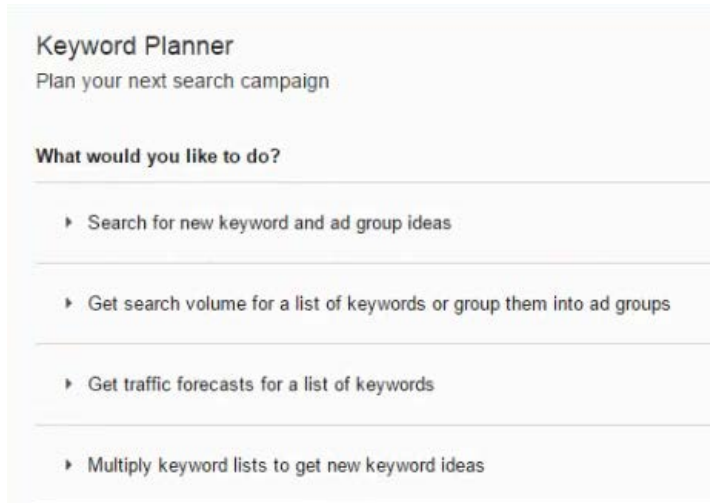 Keyword Planner
Plan your next search campaign
What would you like to do?
Search for new keyword and ad group ideas
Get search volume for a list of keywords or group them into ad groups
Get traffic forecasts for a list of keywords
Multiply keyword lists to get new keyword ideas